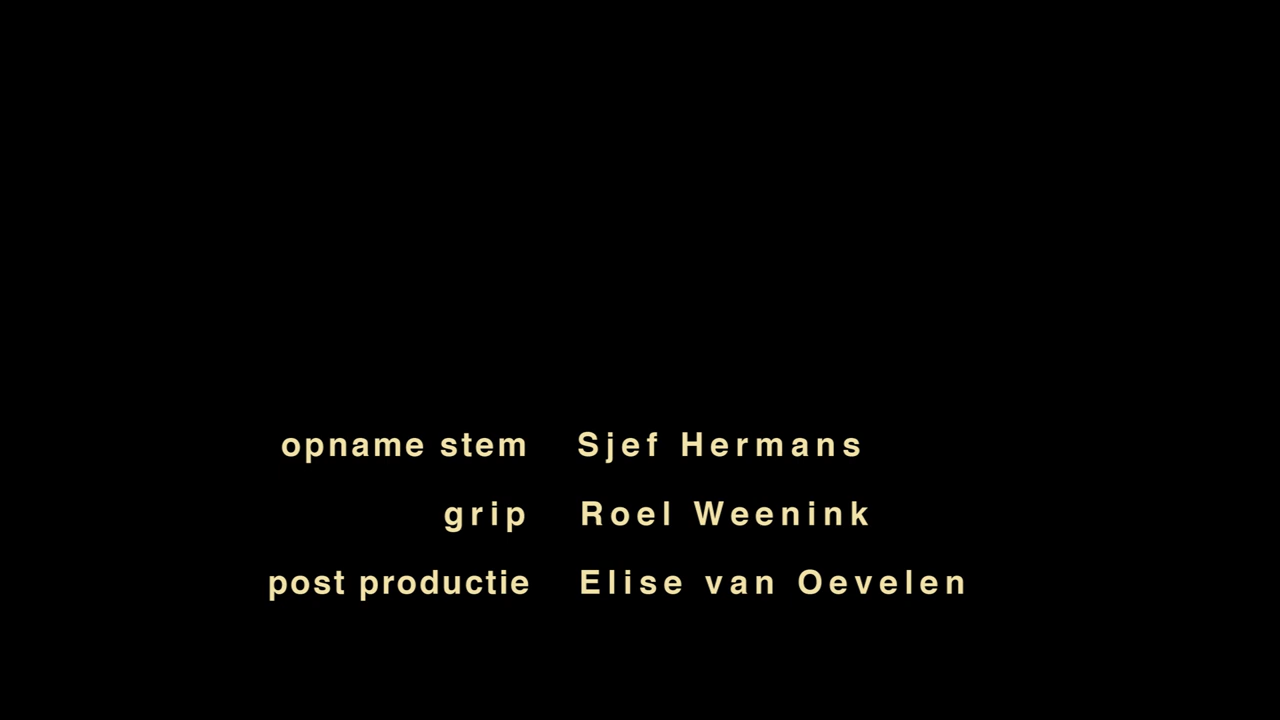 opname stem Sjef Hermans
grip Roel Weenink
post productie Elise van Oevelen